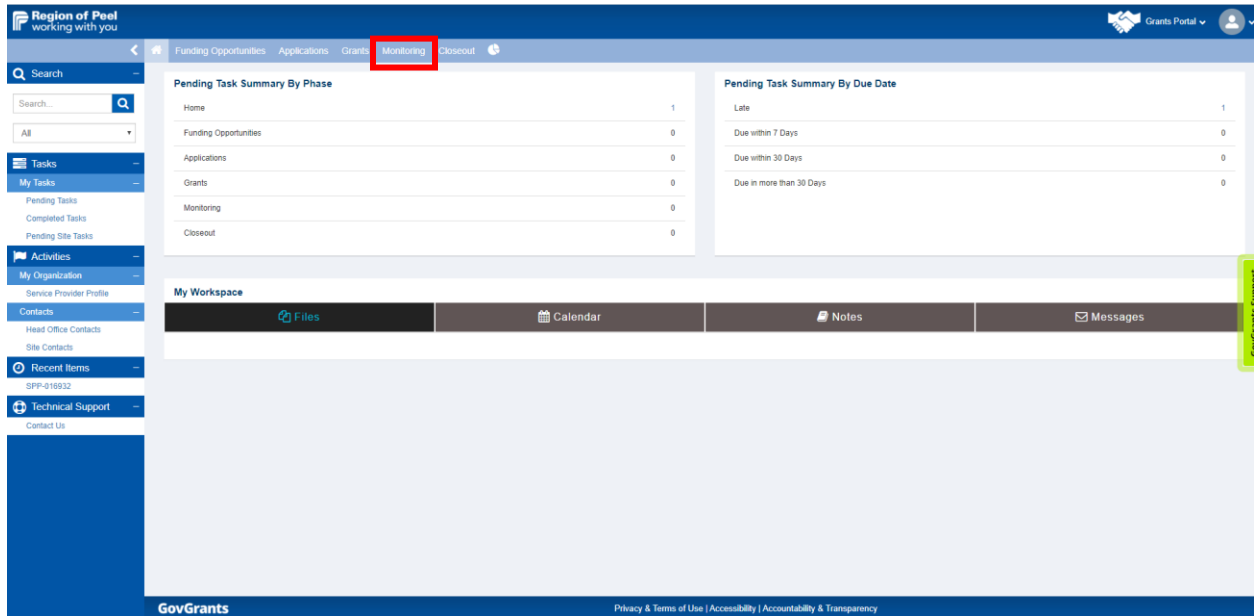 Region of Peel
working with you
Grants Portal
Funding Opportunities Applications Grants Monitoring Closeout
Search
Search...
All
Tasks
My Tasks
Pending Tasks
Completed Tasks
Pending Site Tasks
Activities
My Organization
Service Provider Profile
Contacts
Head Office Contacts
Site Contacts
Recent Items
SPP-016932
Technical Support
Contact Us
Pending Task Summary By Phase
Home 1
Funding Opportunities 0
Applications 0
Grants 0
Monitoring 0
Closeout 0
Pending Task Summary By Due Date
Late 1
Due within 7 Days 0
Due within 30 Days 0
Due in more than 30 Days 0
My Workspace
Files Calendar Notes Messages
GovGrants
Privacy & Terms of Use | Accessibility | Accountability & Transparency